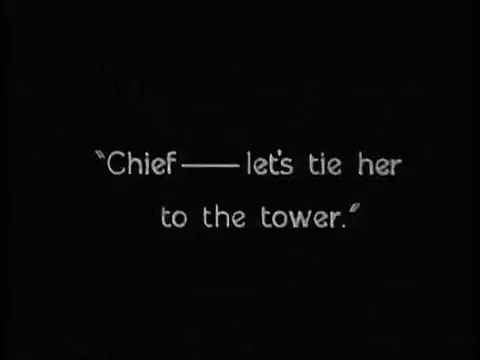 "Chief —— let's tie her
to the tower."